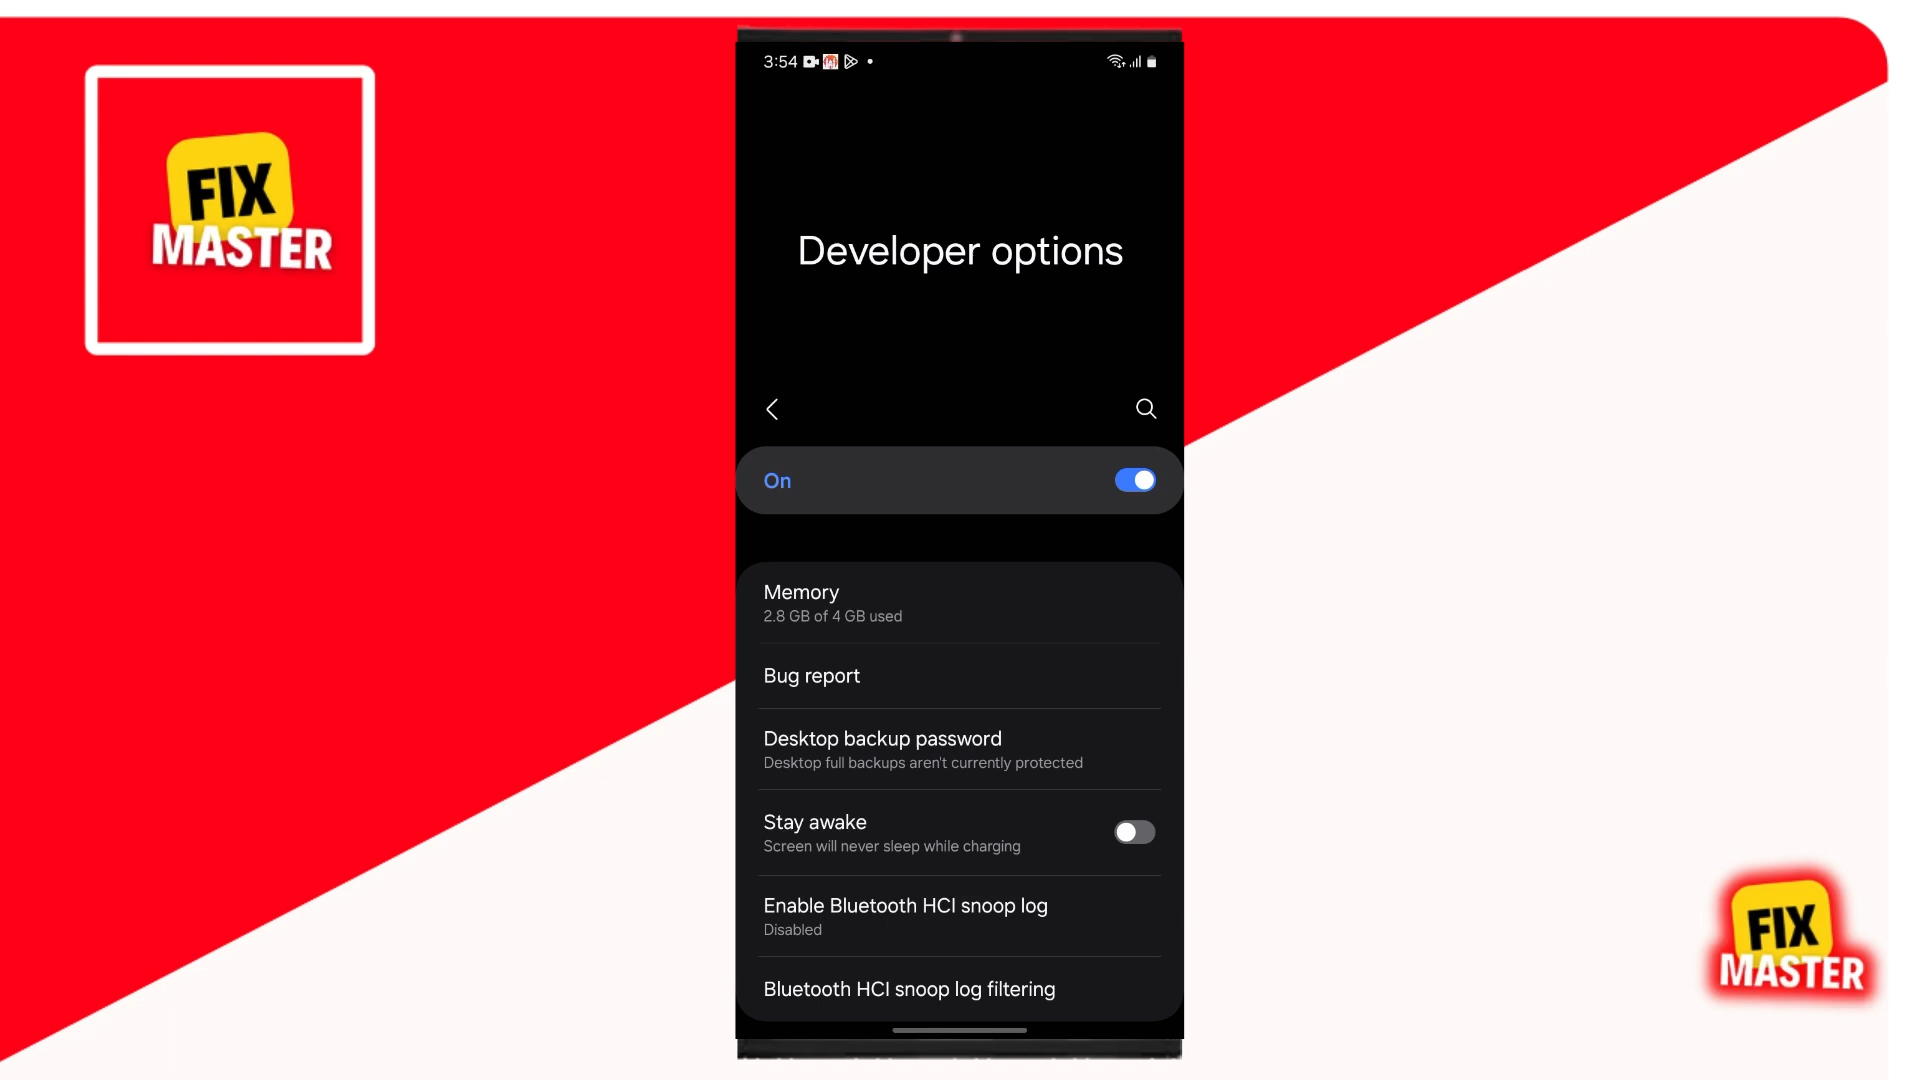 FIX
MASTER
3:54
Developer options
On
Memory
2.8 GB of 4 GB used
Bug report
Desktop backup password
Desktop full backups aren't currently protected
Stay awake
Screen will never sleep while charging
Enable Bluetooth HCI snoop log
Disabled
Bluetooth HCI snoop log filtering
FIX
MASTER